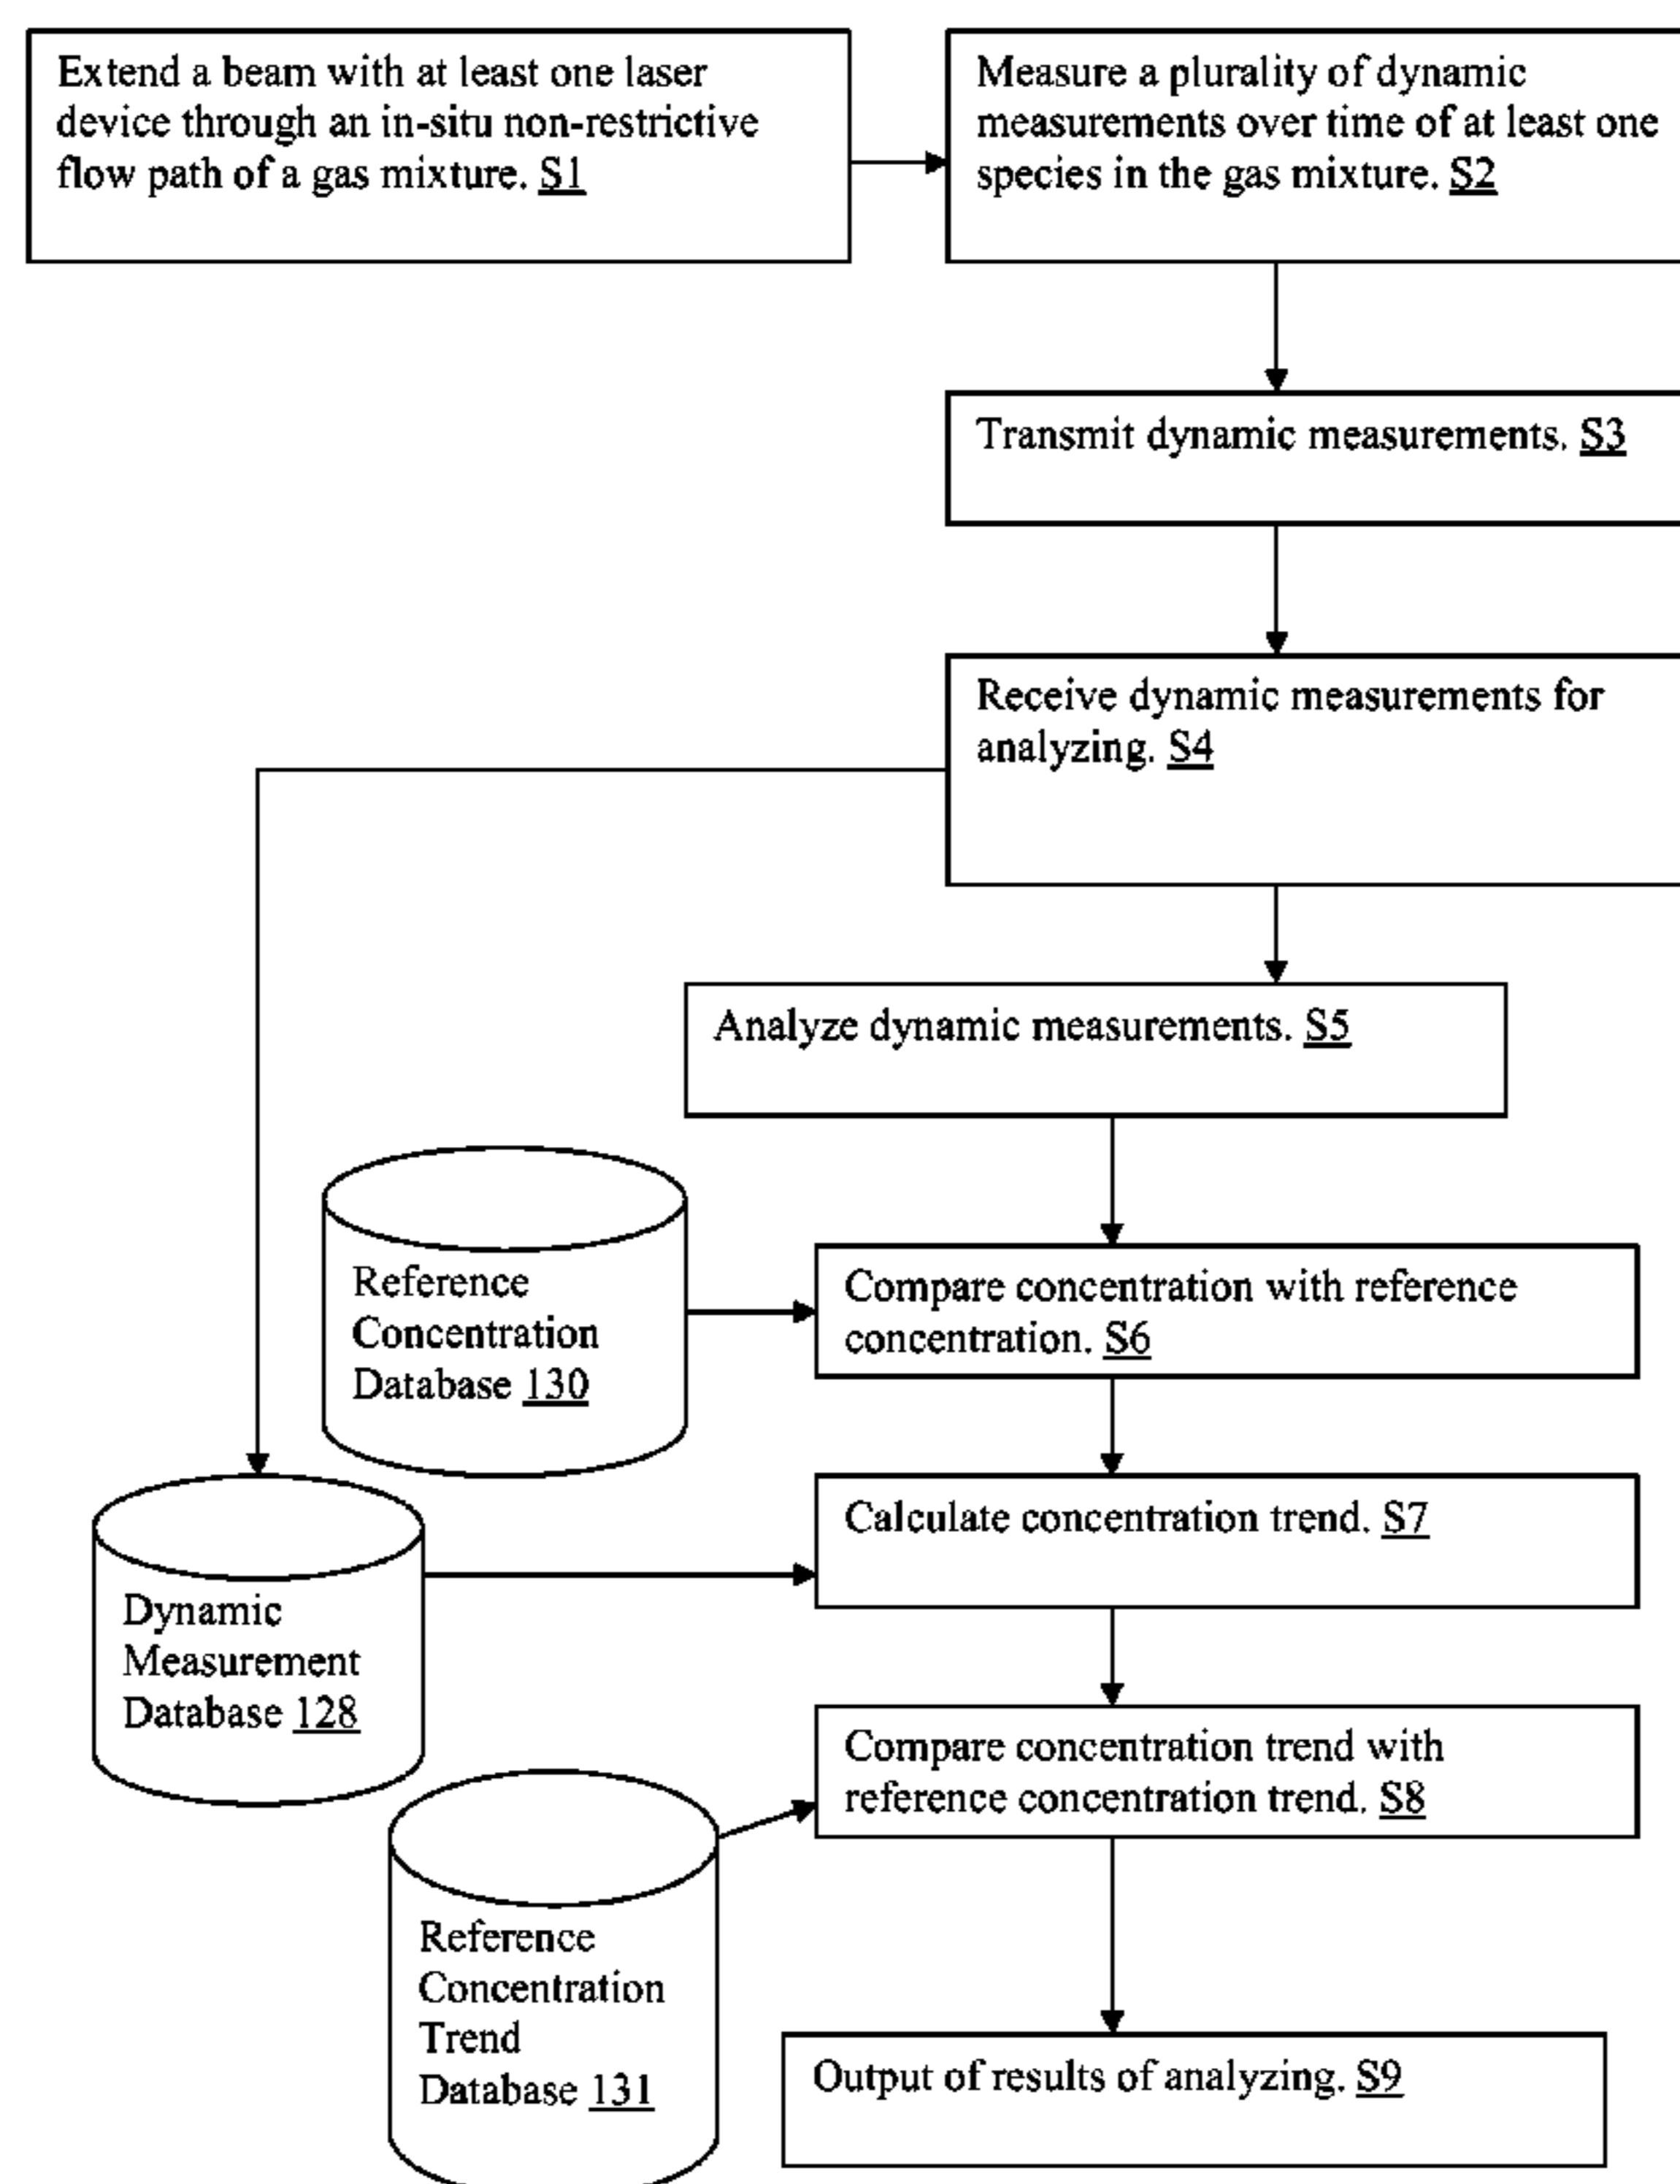 Extend a beam with at least one laser
device through an in-situ non-restrictive
flow path of a gas mixture. S1
Measure a plurality of dynamic
measurements over time of at least one
species in the gas mixture. S2
Transmit dynamic measurements. S3
Receive dynamic measurements for
analyzing. S4
Analyze dynamic measurements. S5
Reference
Concentration
Database 130
Compare concentration with reference
concentration. S6
Calculate concentration trend. S7
Dynamic
Measurement
Database 128
Compare concentration trend with
reference concentration trend. S8
Reference
Concentration
Trend
Database 131
Output of results of analyzing. S9